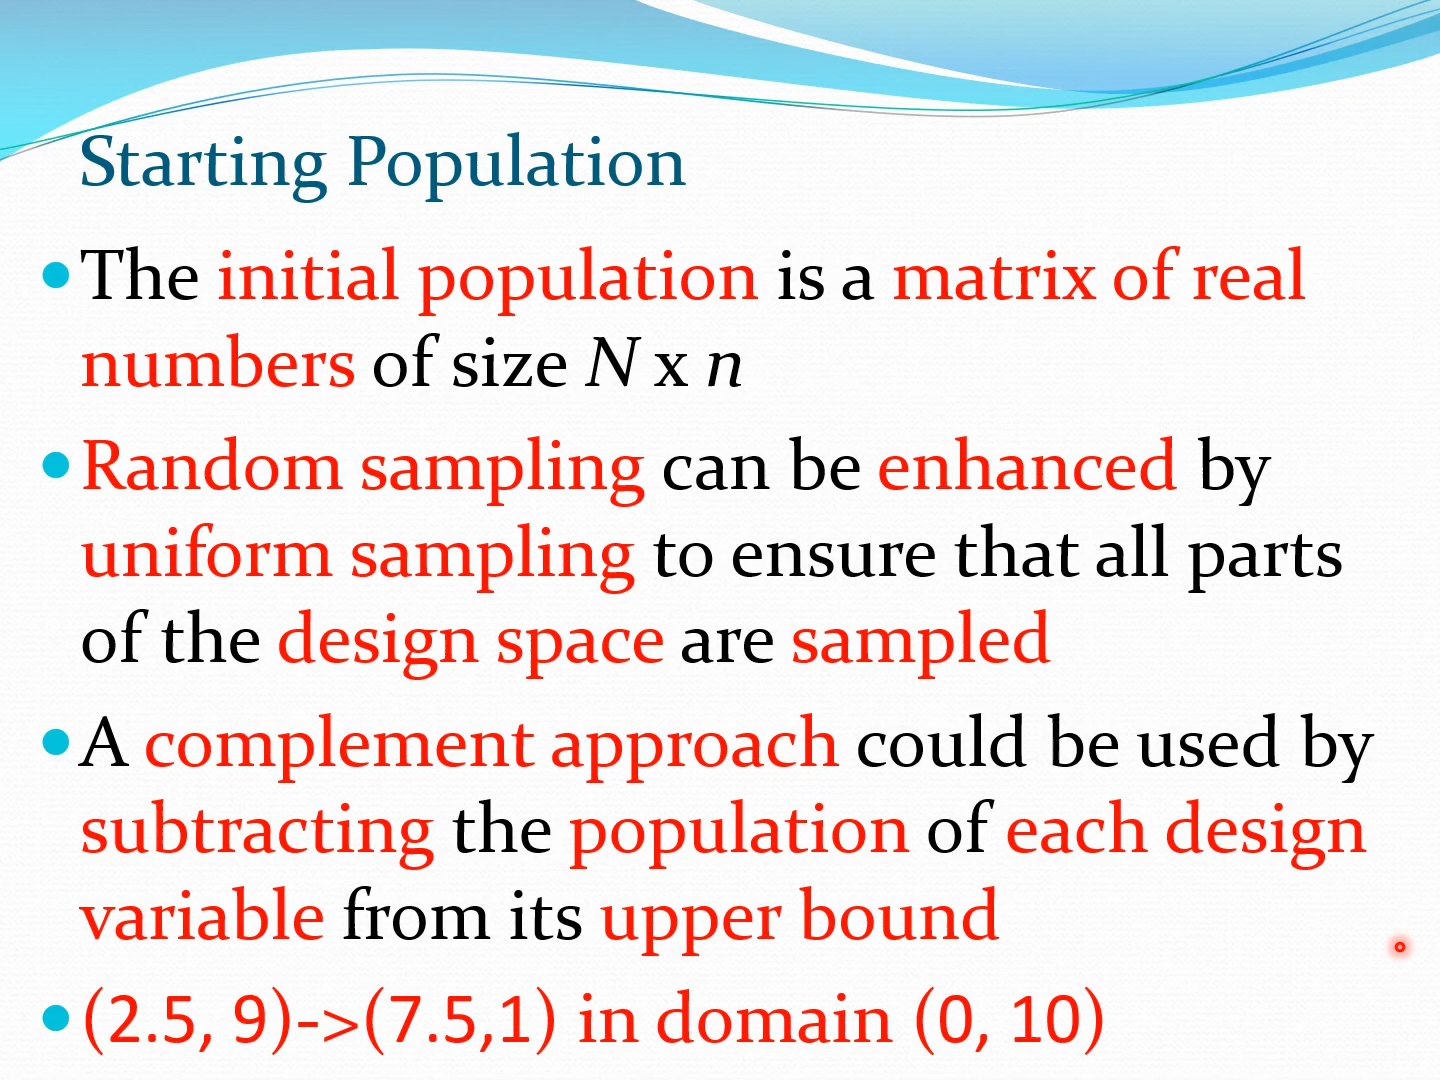 Starting Population
The initial population is a matrix of real
numbers of size N x n
Random sampling can be enhanced by
uniform sampling to ensure that all parts
of the design space are sampled
A complement approach could be used by
subtracting the population of each design
variable from its upper bound
(2.5, 9)->(7.5,1) in domain (0, 10)